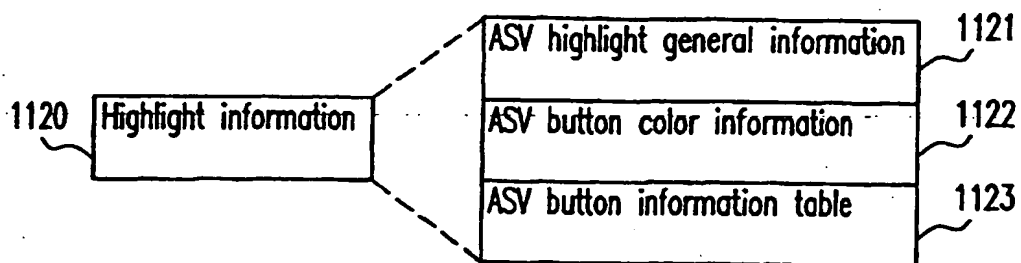 ASV highlight general information 1121
1120 Highlight information
ASV button color information 1122
ASV button information table 1123